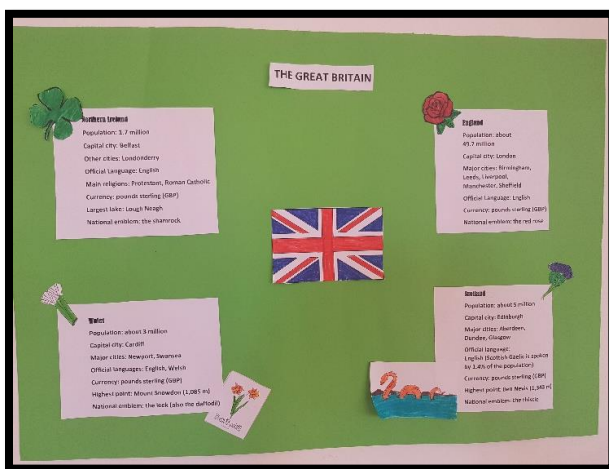 THE GREAT BRITAIN
Northern Ireland
Population: 1.7 million
Capital city: Belfast
Other cities: Londonderry
Official Language: English
Main religions: Protestant, Roman Catholic
Currency: pounds sterling (GBP)
Largest lake: Lough Neagh
National emblem: the shamrock
England
Population: about
49.7 million
Capital city: London
Major cities: Birmingham,
Leeds, Liverpool,
Manchester, Sheffield
Official Language: English
Currency: pounds sterling (GBP)
National emblem: the red rose
Wales
Population: about 3 million
Capital city: Cardiff
Major cities: Newport, Swansea
Official languages: English, Welsh
Currency: pounds sterling (GBP)
Highest point: Mount Snowdon (1,085 m)
National emblem: the leek (also the daffodil)
Scotland
Population: about 5 million
Capital city: Edinburgh
Major cities: Aberdeen,
Dundee, Glasgow
Official language:
English (Scottish Gaelic is spoken
by 1.4% of the population)
Currency: pounds sterling (GBP)
Highest point: Ben Nevis
National emblem: the thistle